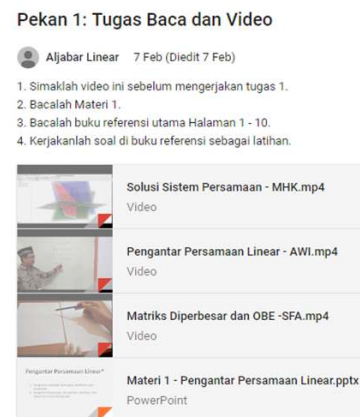 Pekan 1: Tugas Baca dan Video
Aljabar Linear 7 Feb (Diedit 7 Feb)
1. Simaklah video ini sebelum mengerjakan tugas 1.
2. Bacalah Materi 1.
3. Bacalah buku referensi utama Halaman 1 - 10.
4. Kerjakanlah soal di buku referensi sebagai latihan.
Solusi Sistem Persamaan - MHK.mp4
Video
Pengantar Persamaan Linear - AWI.mp4
Video
Matriks Diperbesar dan OBE -SFA.mp4
Video
Pengantar Persamaan Linear*
Materi 1 - Pengantar Persamaan Linear.pptx
PowerPoint